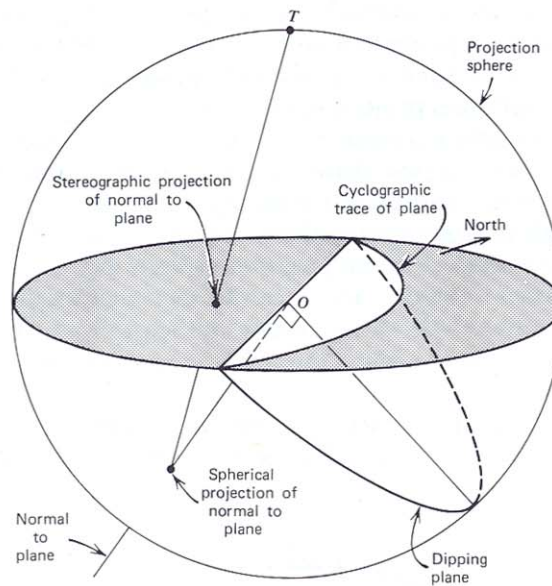 T
Projection
sphere
Stereographic projection
of normal to
plane
Cyclographic
trace of plane
North
O
Spherical
projection of
normal to
plane
Normal
to
plane
Dipping
plane